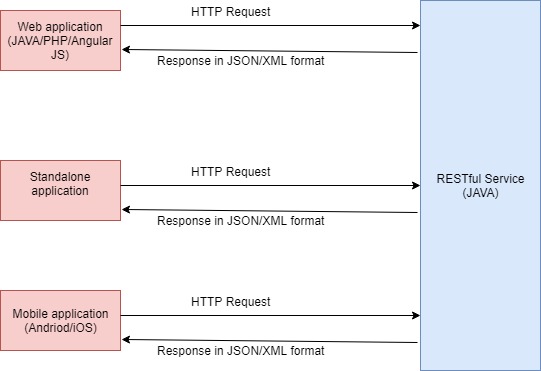 HTTP Request
Web application
(JAVA/PHP/Angular
JS)
Response in JSON/XML format
HTTP Request
Standalone
application
Response in JSON/XML format
RESTful Service
(JAVA)
HTTP Request
Mobile application
(Andriod/iOS)
Response in JSON/XML format